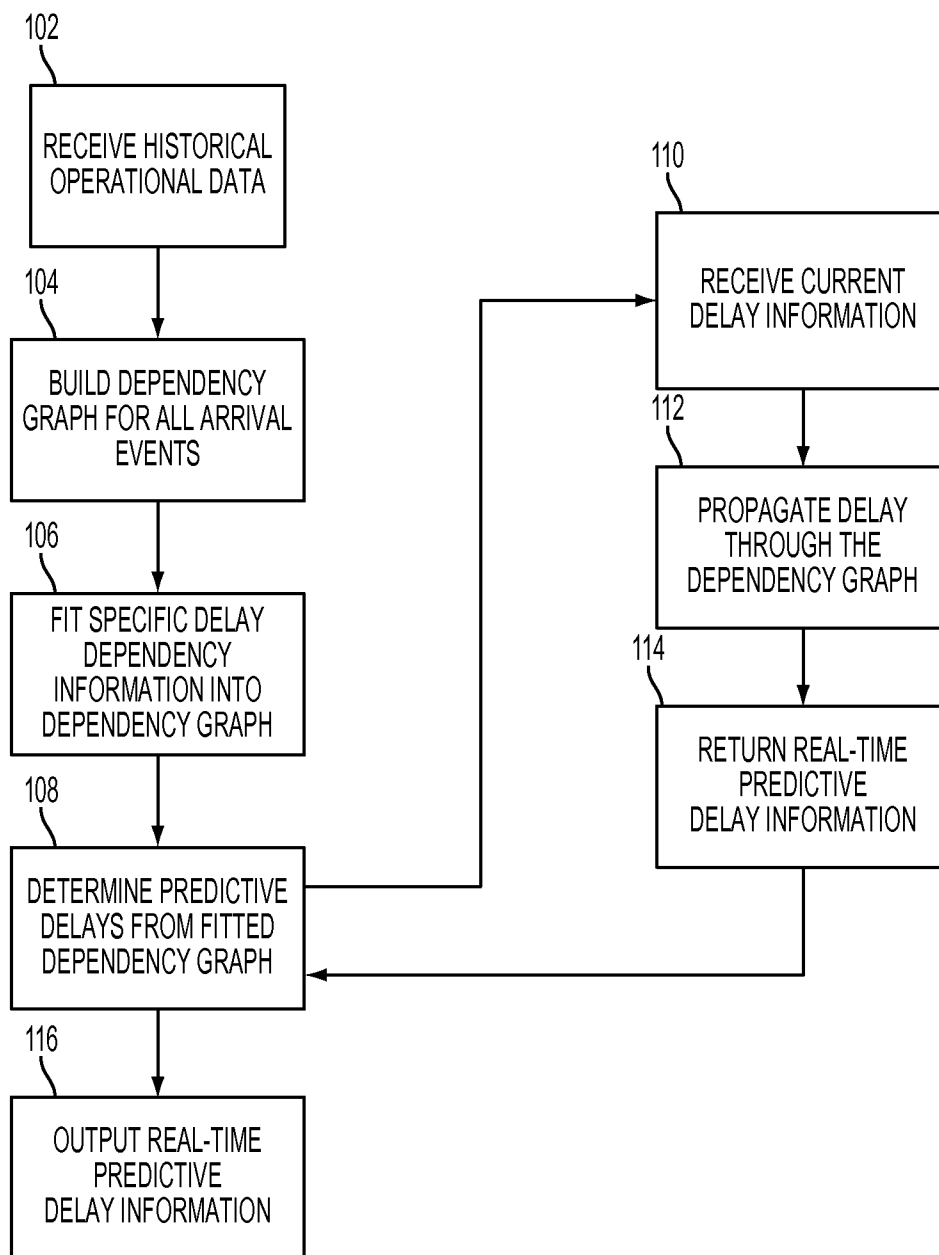 102
RECEIVE HISTORICAL
OPERATIONAL DATA
104
BUILD DEPENDENCY
GRAPH FOR ALL ARRIVAL
EVENTS
106
FIT SPECIFIC DELAY
DEPENDENCY
INFORMATION INTO
DEPENDENCY GRAPH
108
DETERMINE PREDICTIVE
DELAYS FROM FITTED
DEPENDENCY GRAPH
110
RECEIVE CURRENT
DELAY INFORMATION
112
PROPAGATE DELAY
THROUGH THE
DEPENDENCY GRAPH
114
RETURN REAL-TIME
PREDICTIVE
DELAY INFORMATION
116
OUTPUT REAL-TIME
PREDICTIVE
DELAY INFORMATION